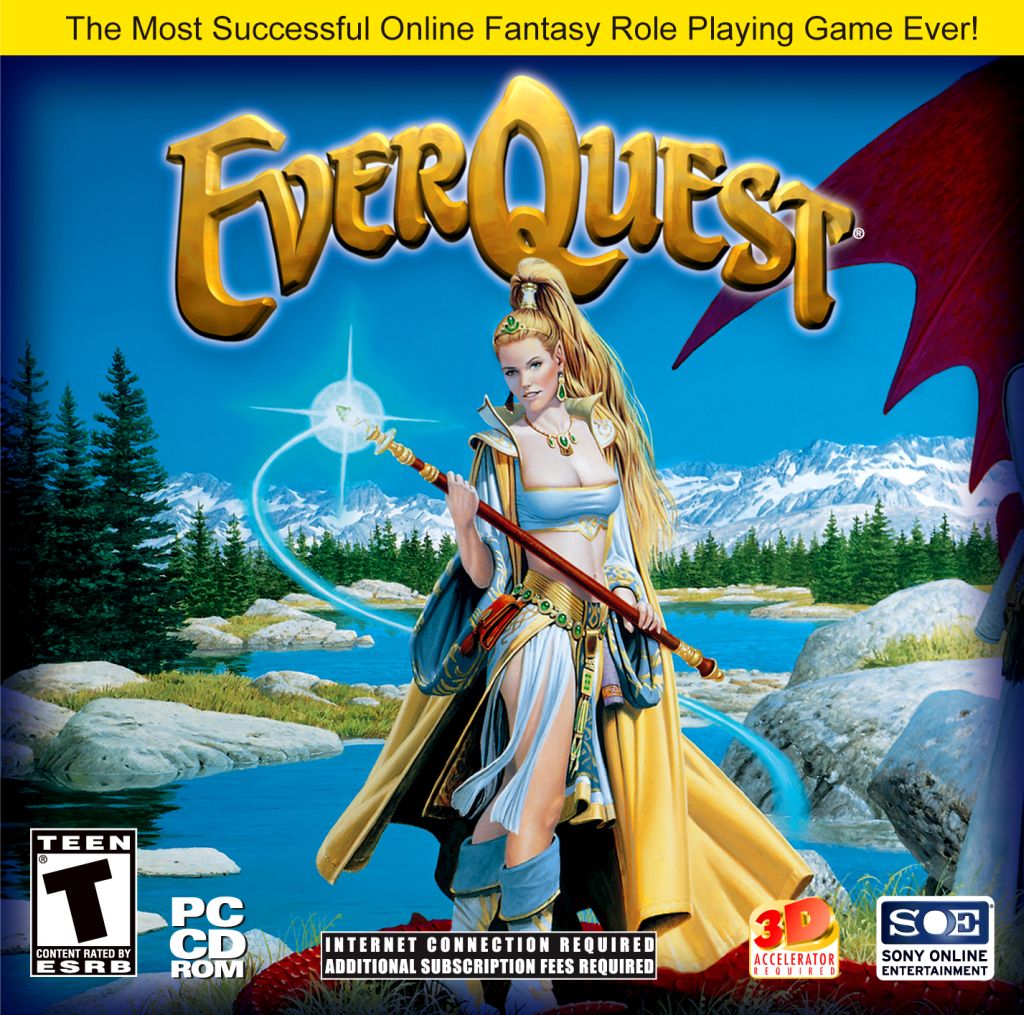 The Most Successful Online Fantasy Role Playing Game Ever!
EVERQUEST®
TEEN
®
T
CONTENT RATED BY
ESRB
PC
CD
ROM
INTERNET CONNECTION REQUIRED
ADDITIONAL SUBSCRIPTION FEES REQUIRED
3D
ACCELERATOR
REQUIRED
SOE
SONY ONLINE
ENTERTAINMENT